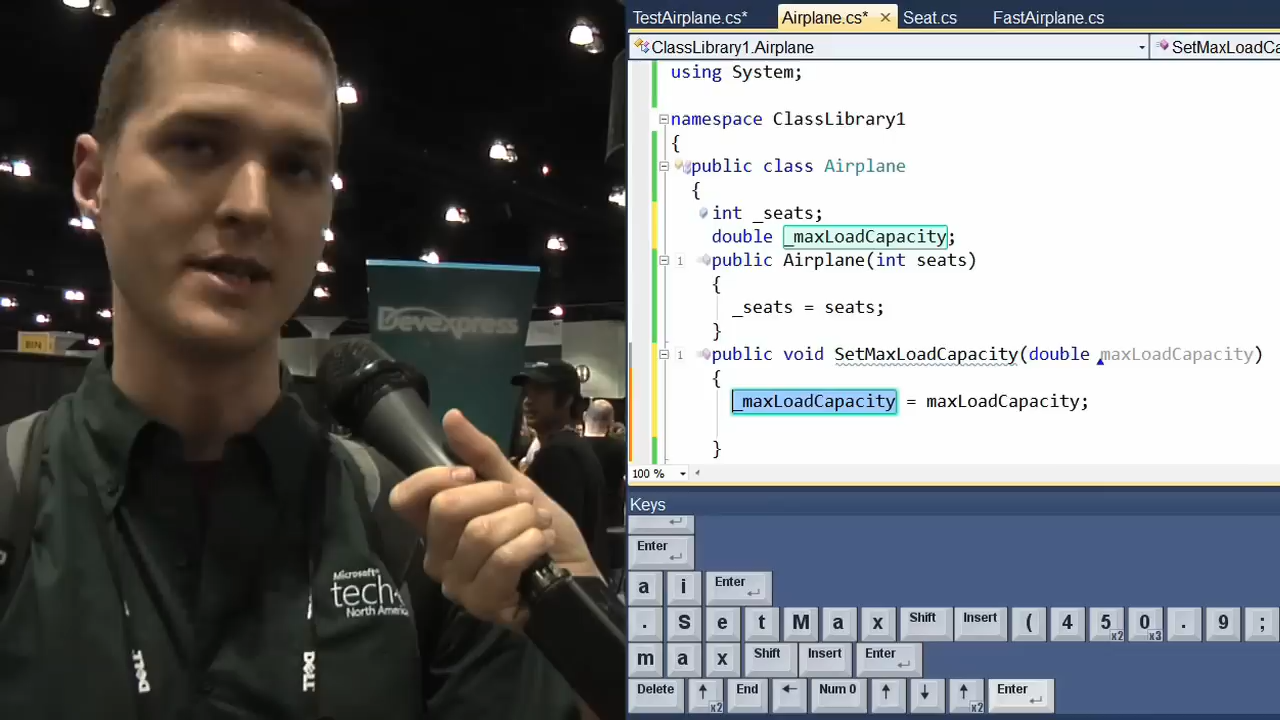 BIN
Devexpress
Microsoft
tech
North America
DELL
DELL
TestAirplane.cs*
Airplane.cs*
Seat.cs
FastAirplane.cs
ClassLibrary1.Airplane
SetMaxLoadCa
using System;
namespace ClassLibrary1
{
public class Airplane
{
int _seats;
double _maxLoadCapacity;
1 public Airplane(int seats)
{
_seats = seats;
}
1 public void SetMaxLoadCapacity(double maxLoadCapacity)
{
_maxLoadCapacity = maxLoadCapacity;
}
100 %
Keys
Enter
a i Enter
. S e t M a x Shift Insert ( 4 5 x2 0 x3 . 9 ;
m a x Shift Insert Enter
Delete ↑ x2 End ← Num 0 ↑ ↓ ↑ x2 Enter